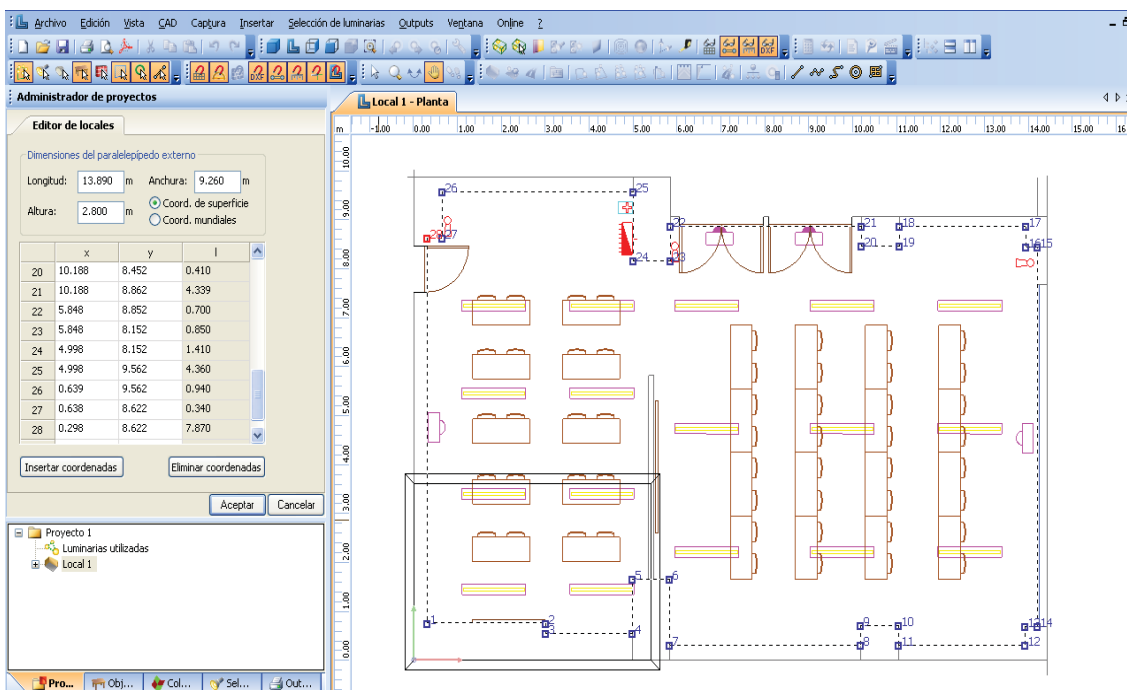 Archivo Edición Vista CAD Captura Insertar Selección de luminarias Outputs Ventana Online ?
Administrador de proyectos
Local 1 - Planta
Editor de locales
Dimensiones del paralelepípedo externo
Longitud: 13.890 m Anchura: 9.260 m
Altura: 2.800 m
Coord. de superficie
Coord. mundiales
x y l
20 10.188 8.452 0.410
21 10.188 8.862 4.339
22 5.848 8.852 0.700
23 5.848 8.152 0.850
24 4.998 8.152 1.410
25 4.998 9.562 4.360
26 0.639 9.562 0.940
27 0.638 8.622 0.340
28 0.298 8.622 7.870
Insertar coordenadas Eliminar coordenadas
Aceptar Cancelar
Proyecto 1
Luminarias utilizadas
Local 1
Pro... Obj... Col... Sel... Out...
m -1.00 0.00 1.00 2.00 3.00 4.00 5.00 6.00 7.00 8.00 9.00 10.00 11.00 12.00 13.00 14.00 15.00 16
10.00
9.00
8.00
7.00
6.00
5.00
4.00
3.00
2.00
1.00
0.00
26 25
22 21 18 17
28 27 20 19 16 15
24 23
5 6
1 2 9 10 13 14
3 4
7 8 11 12
DXF
DXF